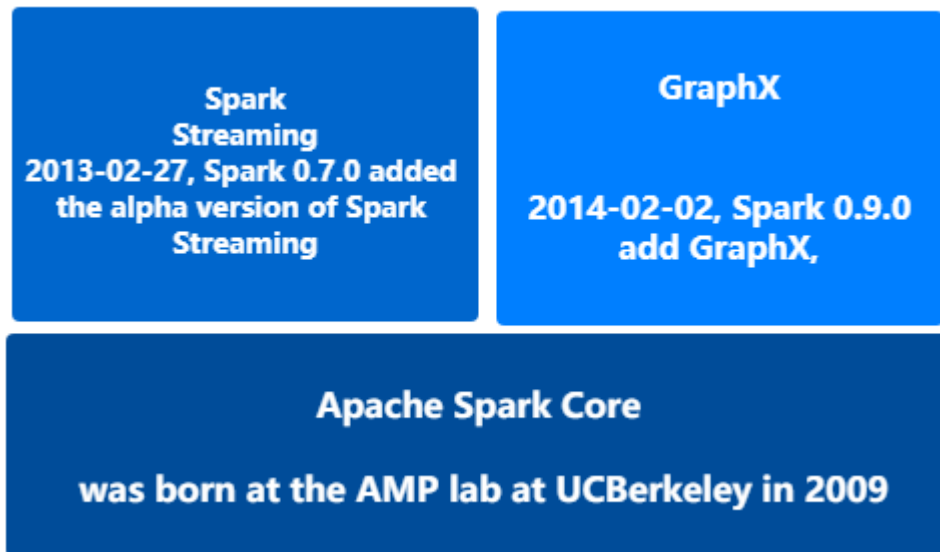 Spark
Streaming
2013-02-27, Spark 0.7.0 added
the alpha version of Spark
Streaming
GraphX
2014-02-02, Spark 0.9.0
add GraphX,
Apache Spark Core
was born at the AMP lab at UCBerkeley in 2009